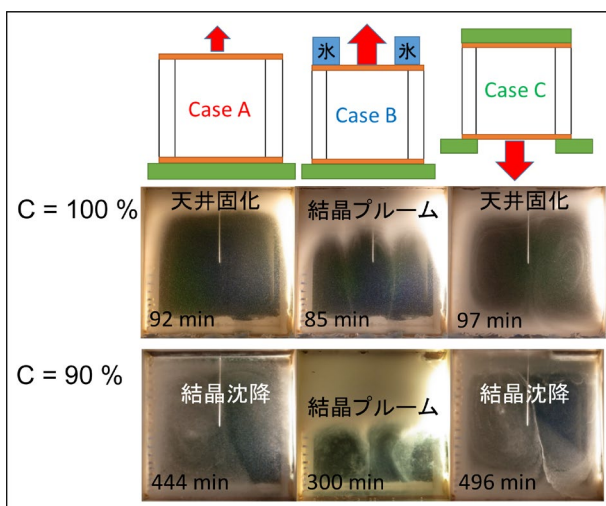 氷 氷
Case A Case B Case C
C = 100 %
天井固化 結晶プルーム 天井固化
92 min 85 min 97 min
C = 90 %
結晶沈降 結晶プルーム 結晶沈降
444 min 300 min 496 min